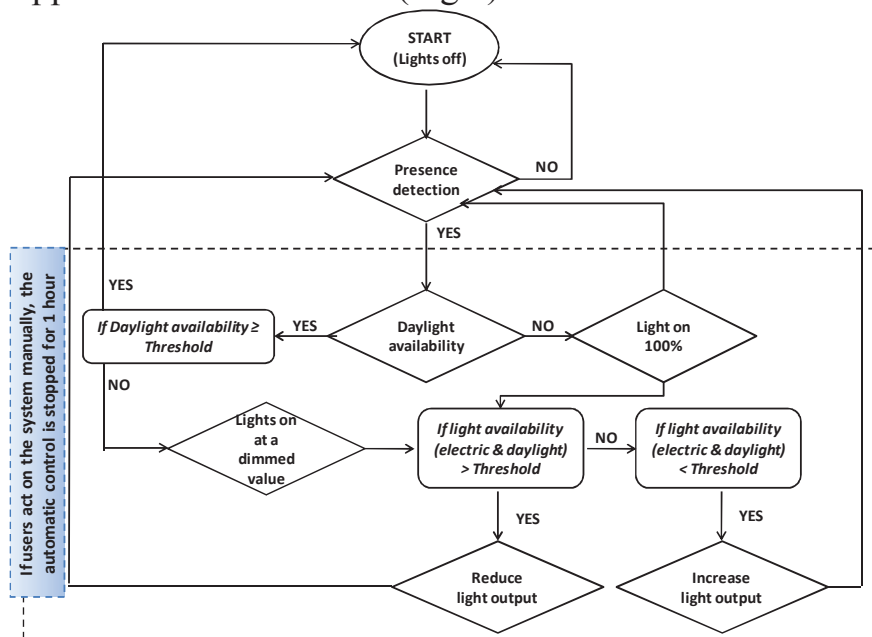 START
(Lights off)
Presence
detection
NO
YES
If users act on the system manually, the
automatic control is stopped for 1 hour
YES
If Daylight availability ≥
Threshold
YES
Daylight
availability
NO
Light on
100%
NO
Lights on
at a
dimmed
value
If light availability
(electric & daylight)
> Threshold
NO
If light availability
(electric & daylight)
< Threshold
YES
YES
Reduce
light output
Increase
light output